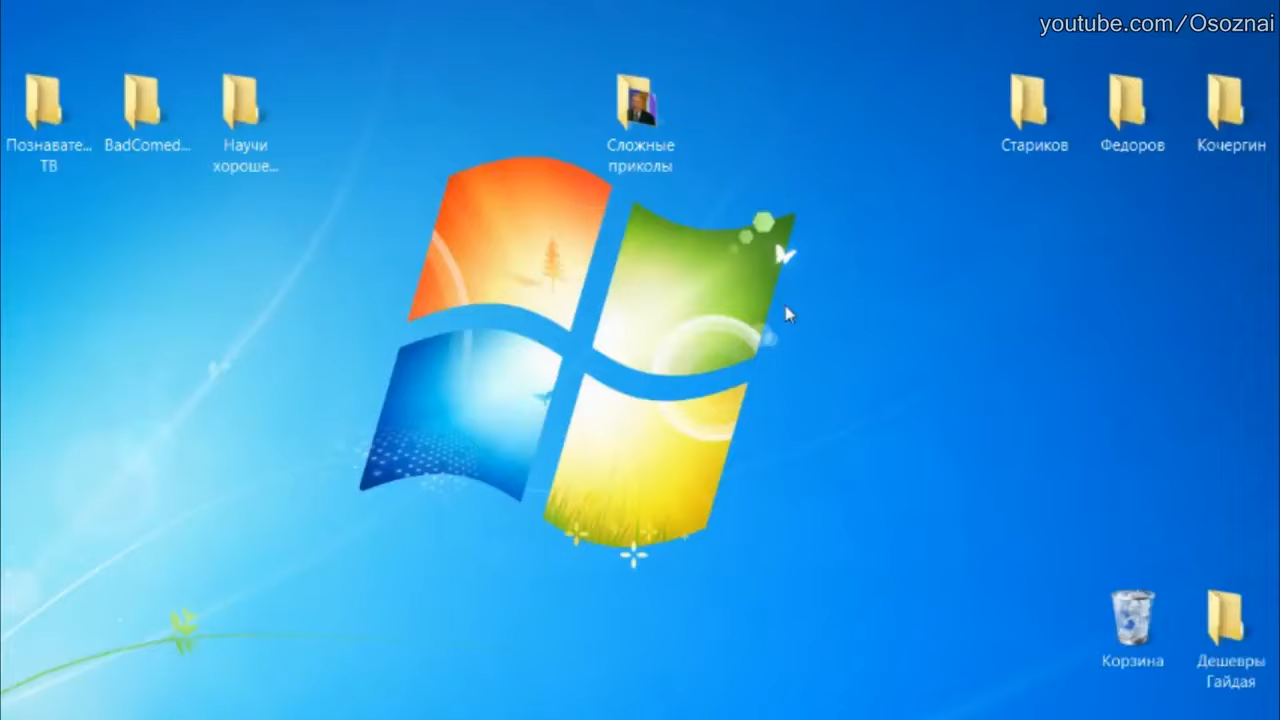 youtube.com/Osoznai
Познавате...
ТВ
BadComed...
Научи
хороше...
Сложные
приколы
Стариков
Федоров
Кочергин
Корзина
Дешевры
Гайдая